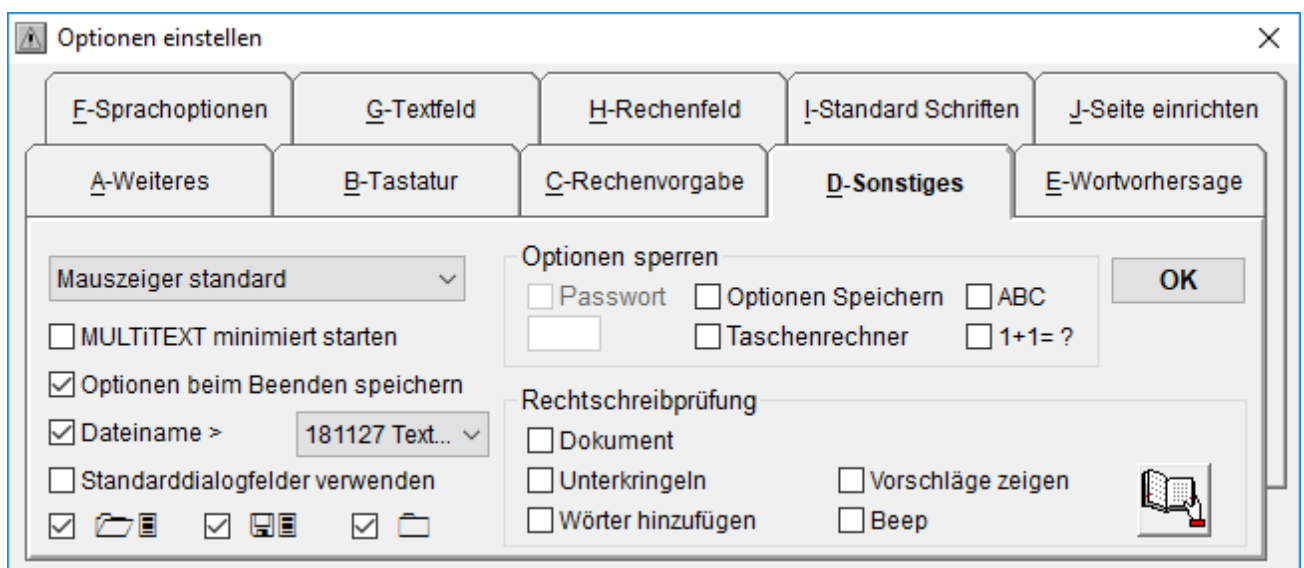 Optionen einstellen
F-Sprachoptionen G-Textfeld H-Rechenfeld I-Standard Schriften J-Seite einrichten
A-Weiteres B-Tastatur C-Rechenvorgabe D-Sonstiges E-Wortvorhersage
Mauszeiger standard
MULTiTEXT minimiert starten
Optionen beim Beenden speichern
Dateiname > 181127 Text...
Standarddialogfelder verwenden
Optionen sperren
Passwort Optionen Speichern ABC
Taschenrechner 1+1= ?
OK
Rechtschreibprüfung
Dokument
Unterkringeln Vorschläge zeigen
Wörter hinzufügen Beep